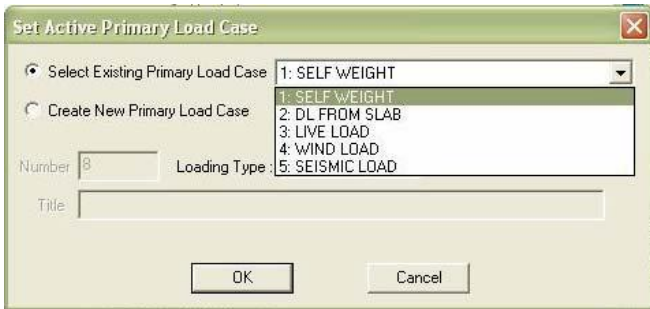 Set Active Primary Load Case
Select Existing Primary Load Case 1: SELF WEIGHT
1: SELF WEIGHT
Create New Primary Load Case
2: DL FROM SLAB
3: LIVE LOAD
4: WIND LOAD
Number 8 Loading Type : 5: SEISMIC LOAD
Title
OK Cancel